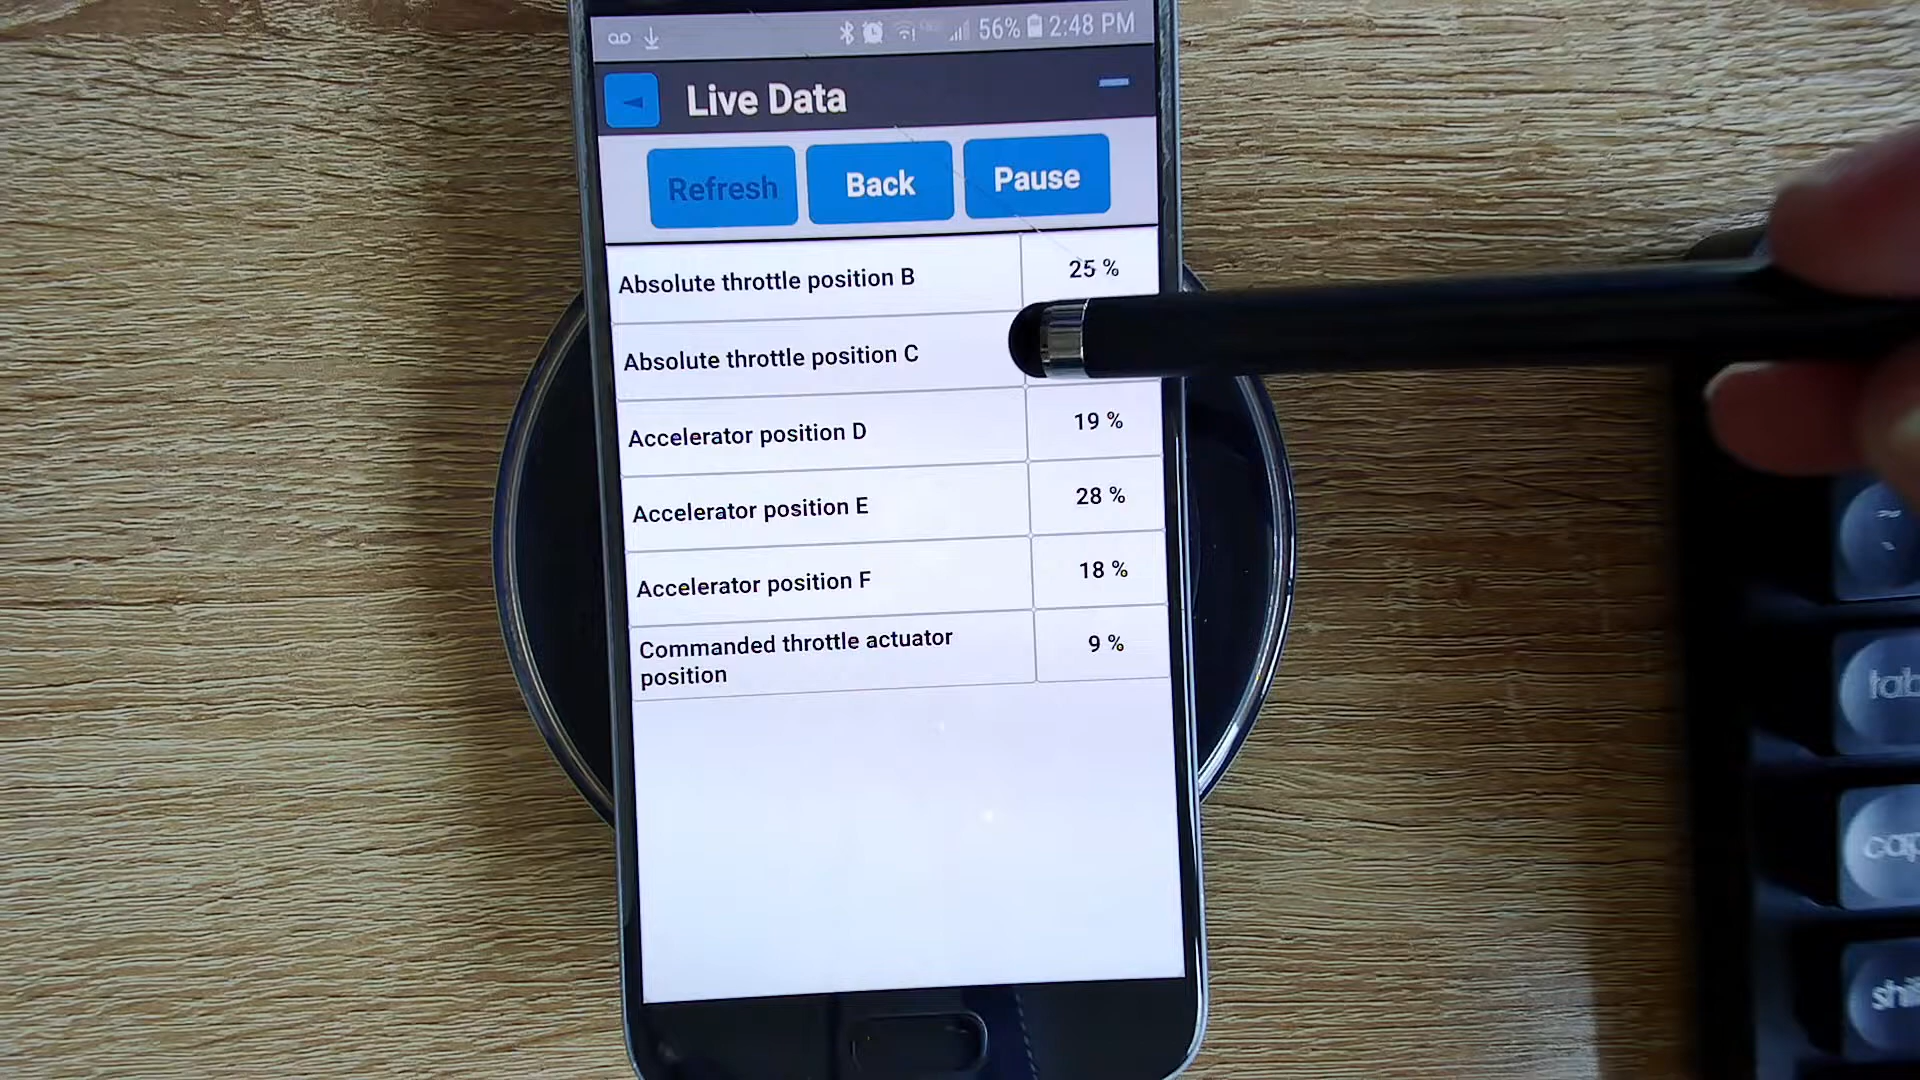 56% 2:48 PM
Live Data
Refresh Back Pause
Absolute throttle position B 25 %
Absolute throttle position C
Accelerator position D 19 %
Accelerator position E 28 %
Accelerator position F 18 %
Commanded throttle actuator
position 9 %
tab